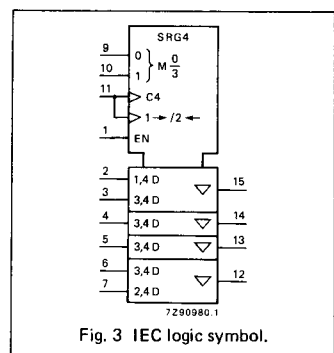 SRG4
9 0
10 1 } M 0/3
11 C4
1→/2←
1 EN
2 1,4 D 15
3 3,4 D
4 3,4 D 14
5 3,4 D 13
6 3,4 D 12
7 2,4 D
7Z90980.1
Fig. 3 IEC logic symbol.